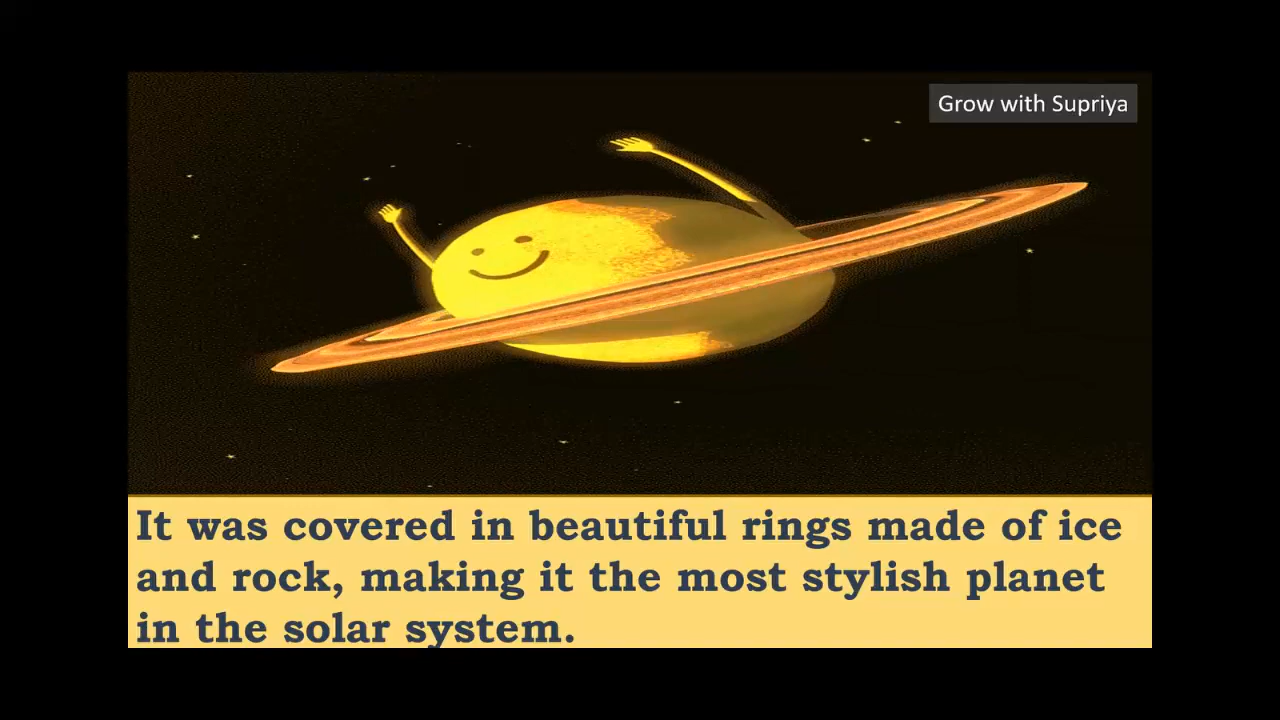 Grow with Supriya
It was covered in beautiful rings made of ice
and rock, making it the most stylish planet
in the solar system.